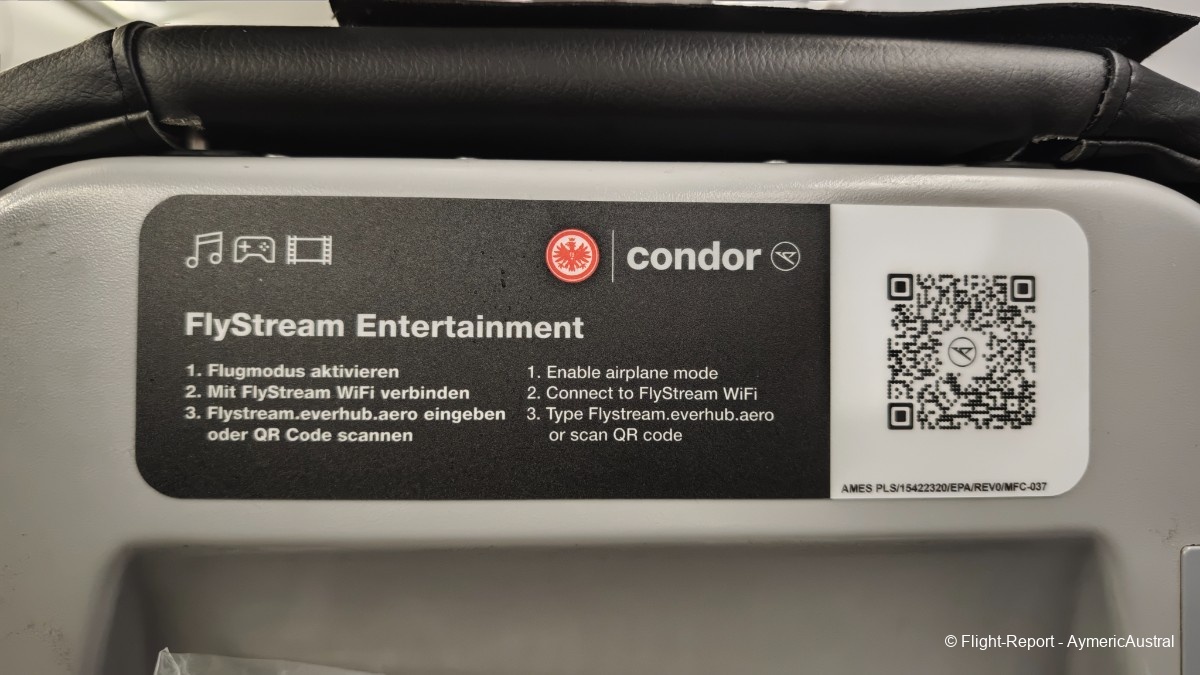 condor
FlyStream Entertainment
1. Flugmodus aktivieren
2. Mit FlyStream WiFi verbinden
3. Flystream.everhub.aero eingeben
oder QR Code scannen
1. Enable airplane mode
2. Connect to FlyStream WiFi
3. Type Flystream.everhub.aero
or scan QR code
AMES PLS/15422320/EPA/REV0/MFC-037
© Flight-Report - AymericAustral